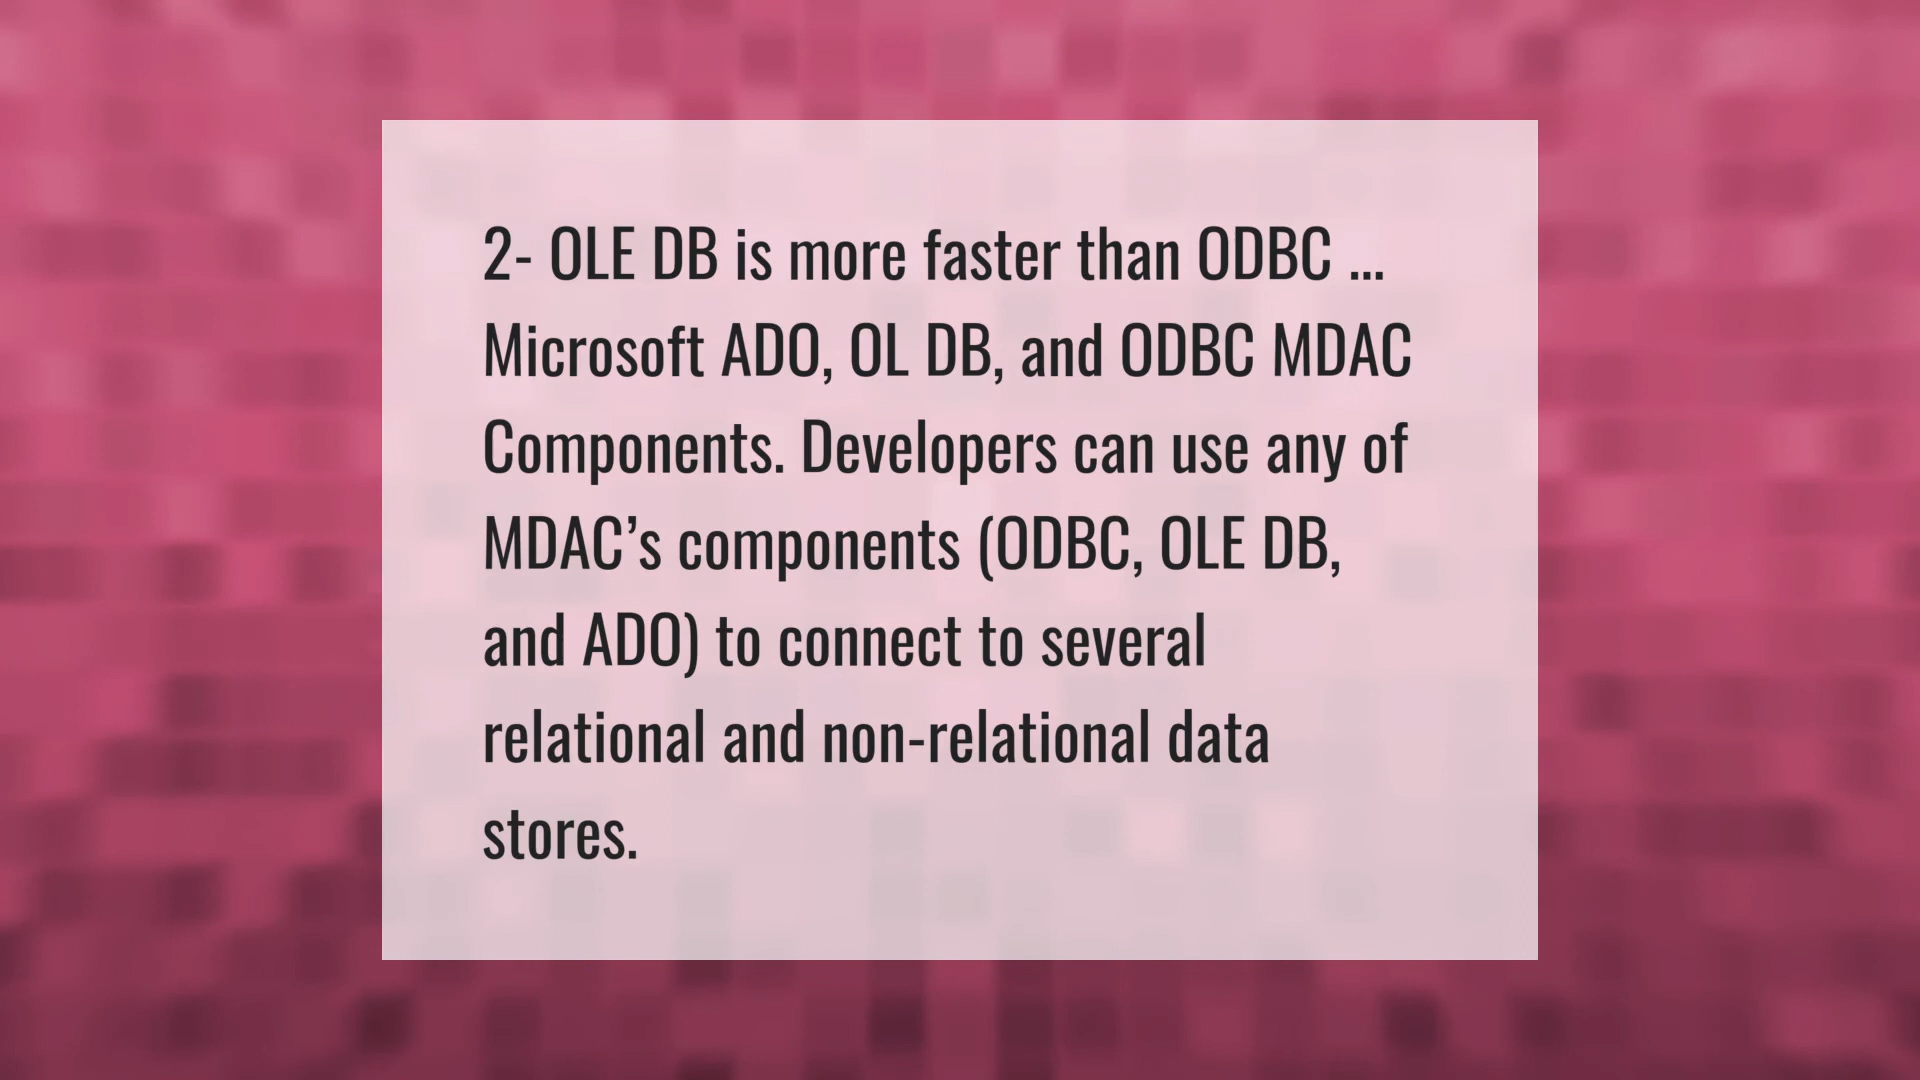 2- OLE DB is more faster than ODBC ...
Microsoft ADO, OL DB, and ODBC MDAC
Components. Developers can use any of
MDAC’s components (ODBC, OLE DB,
and ADO) to connect to several
relational and non-relational data
stores.